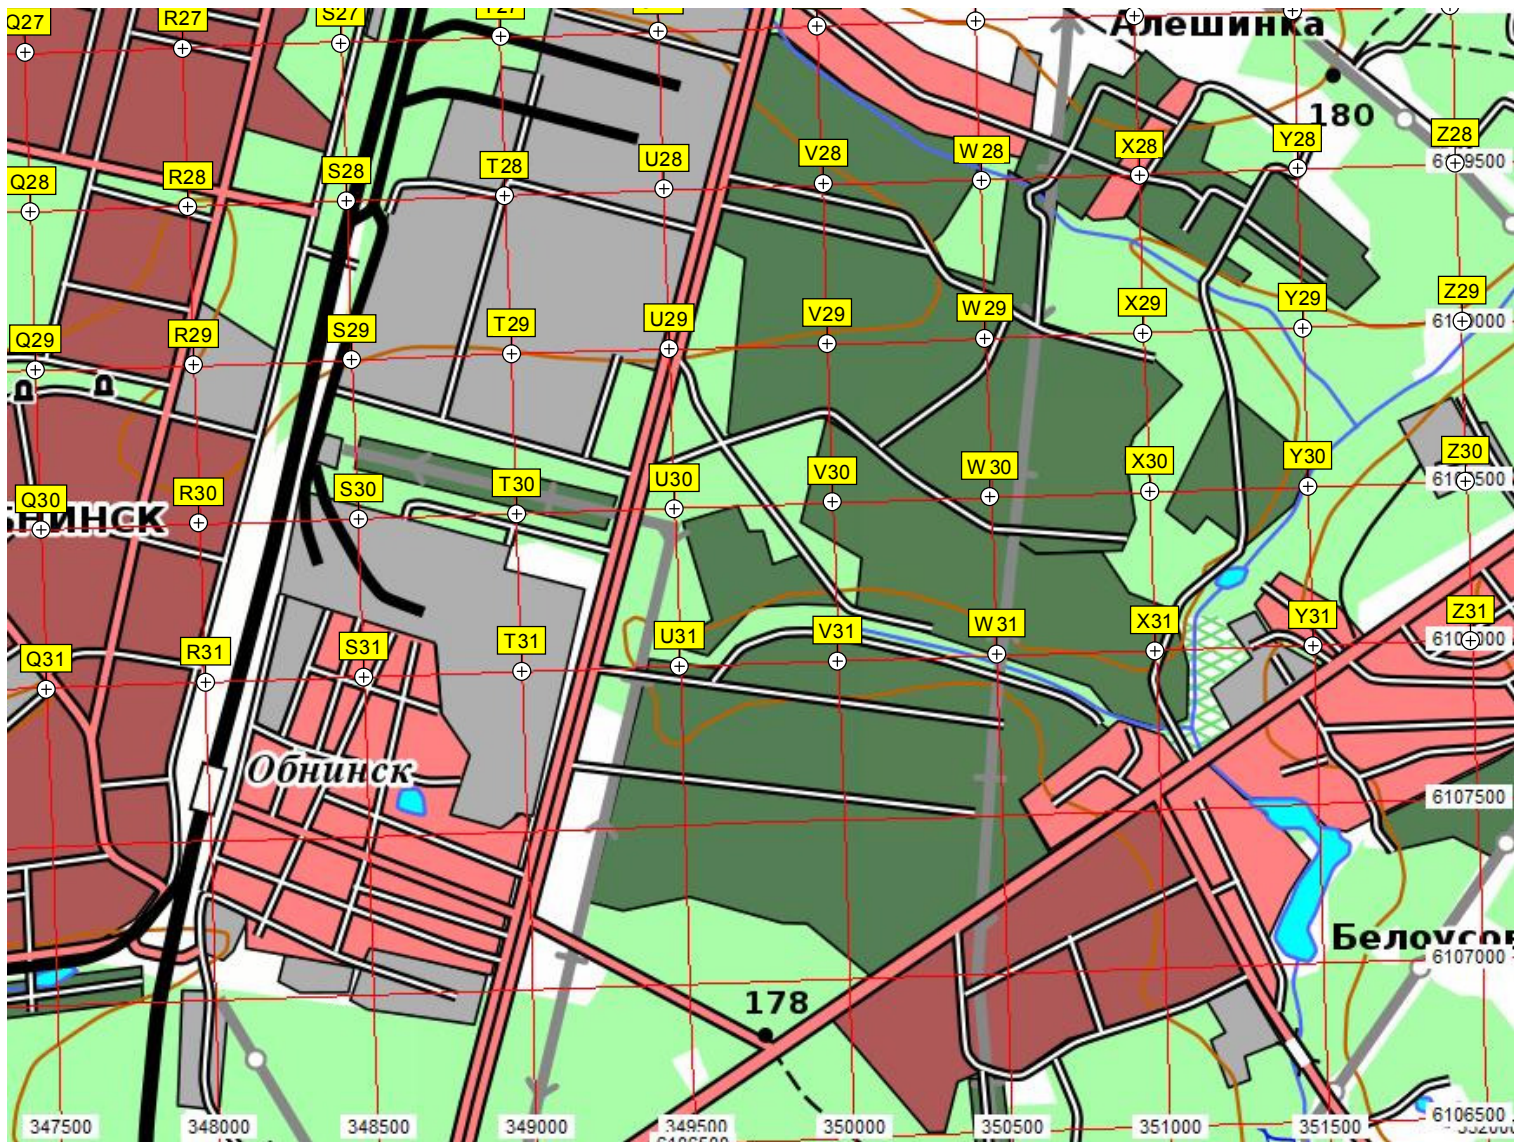 Q27 R27 S27 T27
Алешинка
180
Q28 R28 S28 T28 U28 V28 W28 X28 Y28 Z28
Q29 R29 S29 T29 U29 V29 W29 X29 Y29 Z29
Д Д
Q30 R30 S30 T30 U30 V30 W30 X30 Y30 Z30
БНИНСК
Q31 R31 S31 T31 U31 V31 W31 X31 Y31 Z31
Обнинск
6107500
Белоусов
6107000
178
6106500
347500 348000 348500 349000 349500 350000 350500 351000 351500